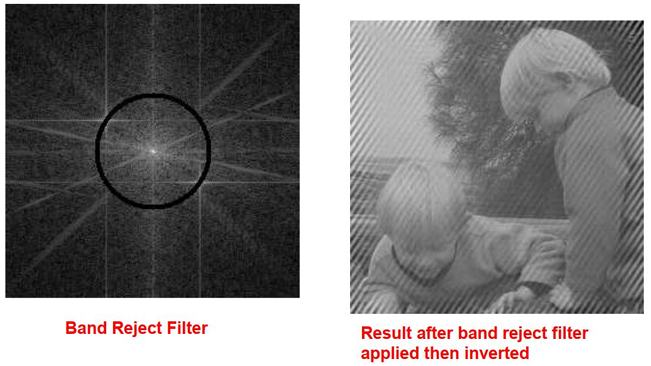 Band Reject Filter
Result after band reject filter
applied then inverted